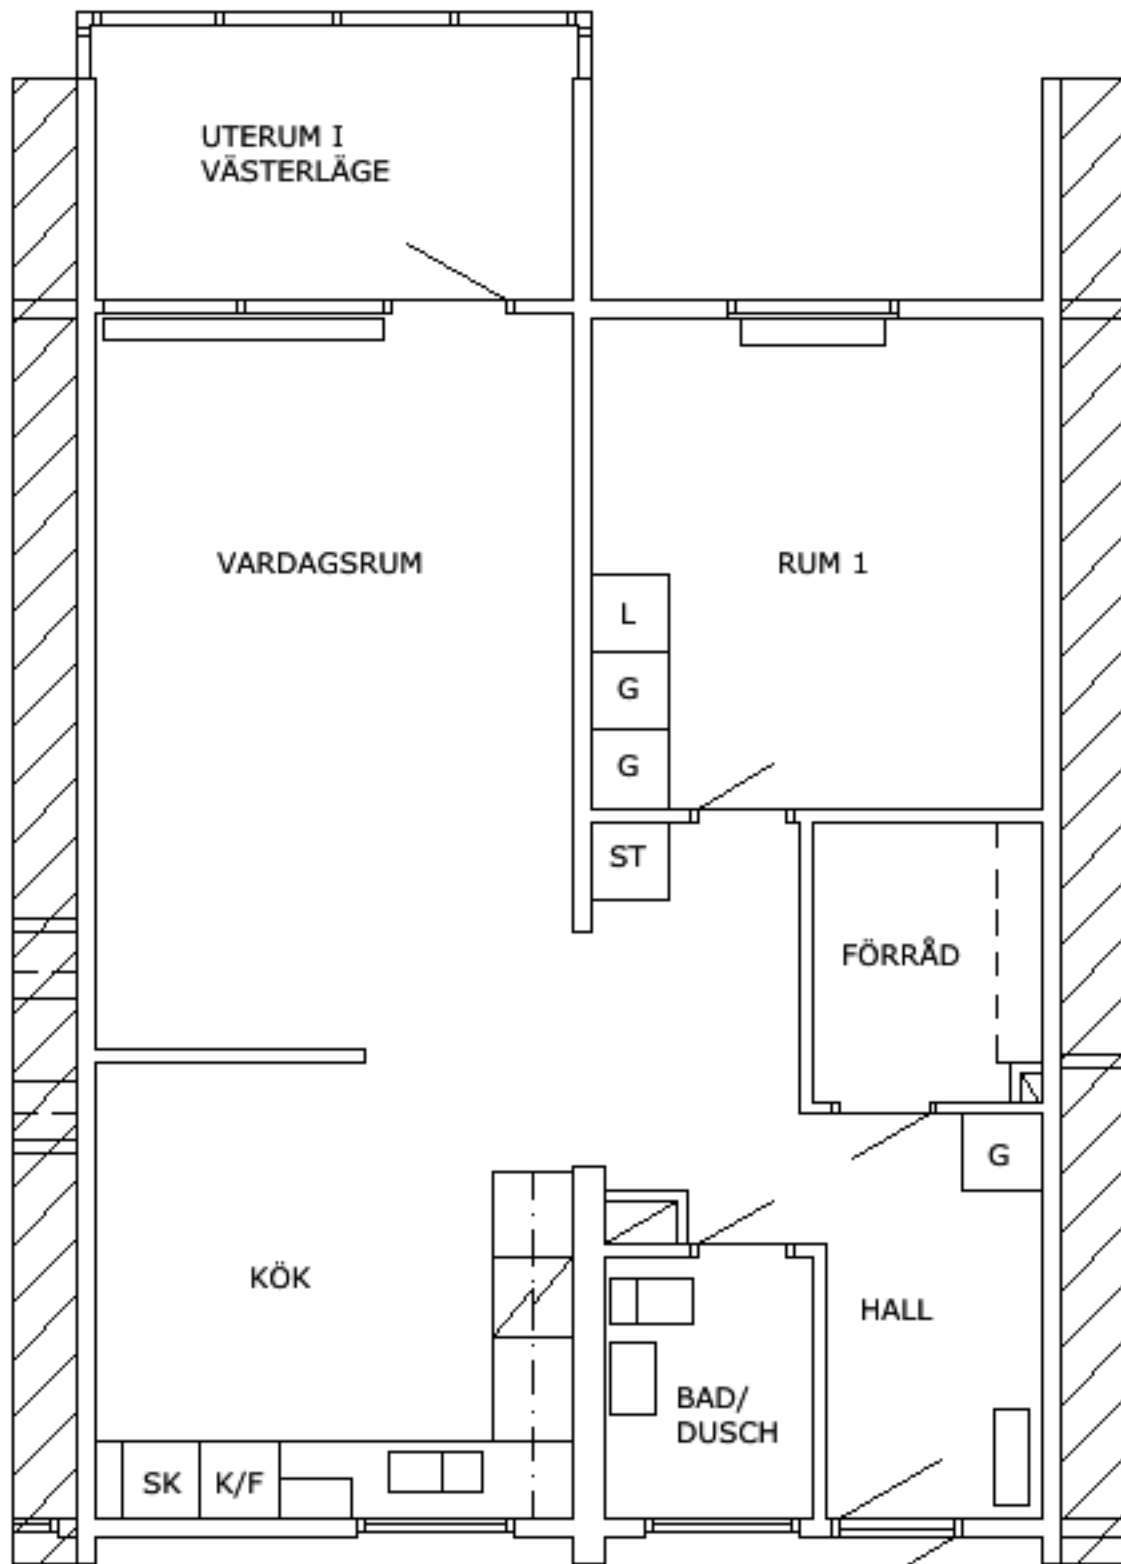 UTERUM I
VÄSTERLÄGE
VARDAGSRUM
RUM 1
L
G
G
ST
FÖRRÅD
G
KÖK
HALL
BAD/
DUSCH
SK
K/F